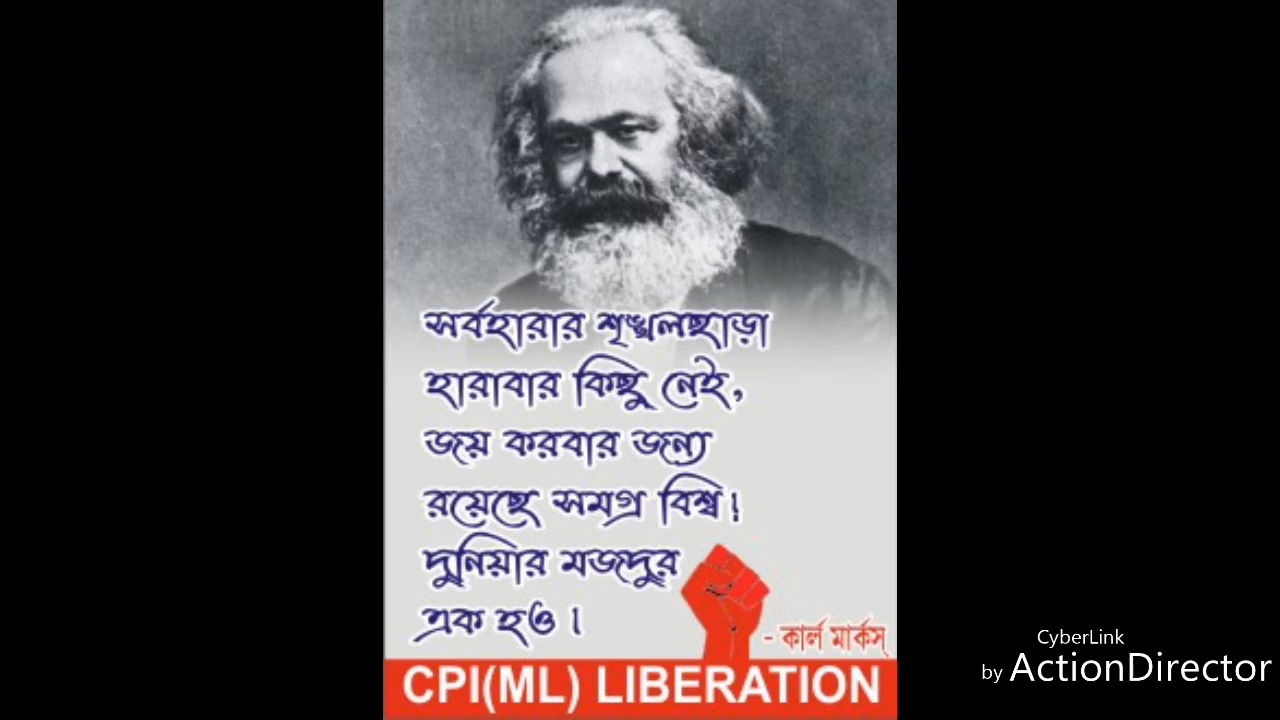 সর্বহারার শৃঙ্খলছাড়া
হারাবার কিছু নেই,
জয় করবার জন্য
রয়েছে সমগ্র বিশ্ব!
দুনিয়ার মজদুর
এক হও।
- কার্ল মার্কস্
CPI(ML) LIBERATION
CyberLink
by ActionDirector